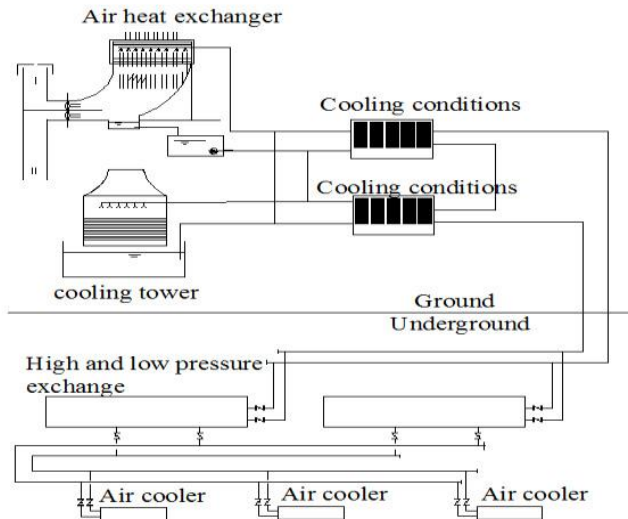 Air heat exchanger
Cooling conditions
Cooling conditions
cooling tower
Ground
Underground
High and low pressure
exchange
Air cooler
Air cooler
Air cooler